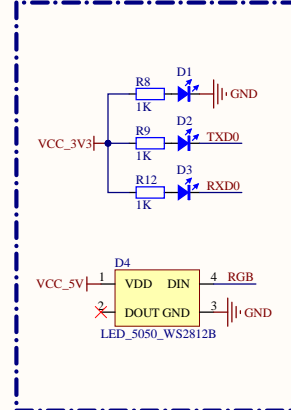 D1
R8
GND
1K
D2
VCC_3V3
R9
TXD0
1K
D3
R12
RXD0
1K
D4
VCC_5V
1
VDD
DIN
4
RGB
2
DOUT
GND
3
GND
LED_5050_WS2812B